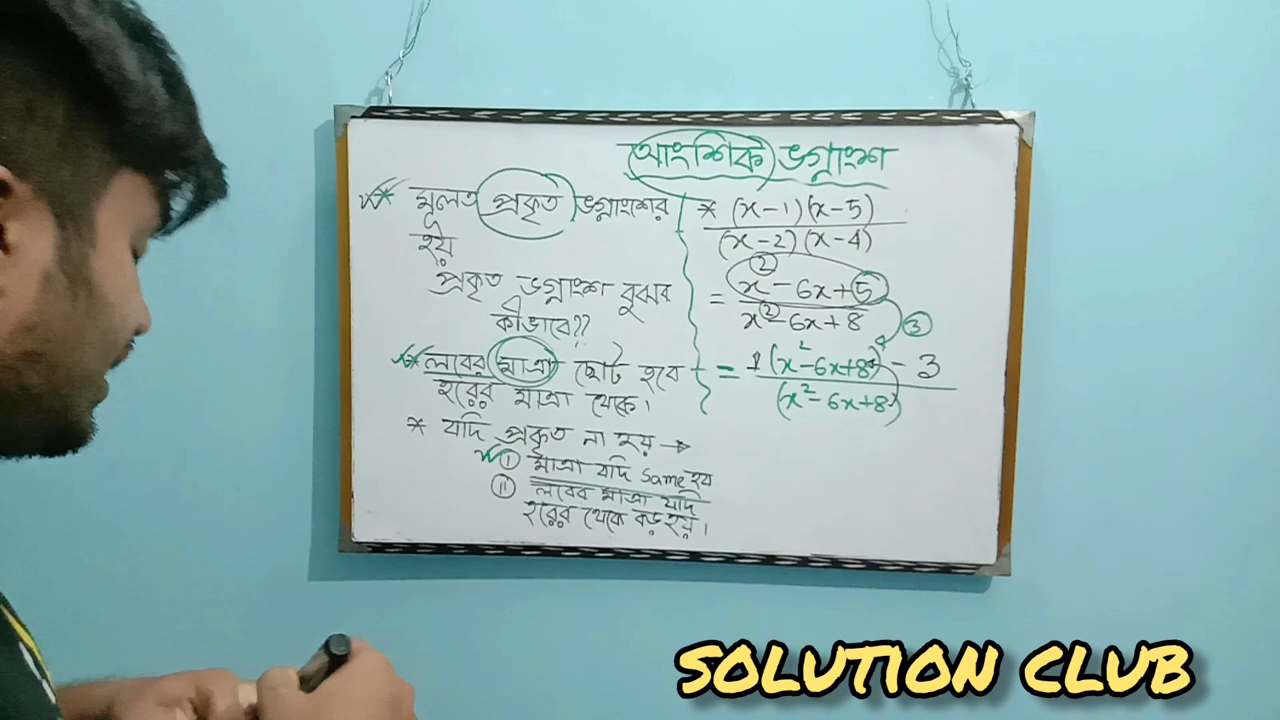 আংশিক ভগ্নাংশ
* মূলত প্রকৃত ভগ্নাংশের
হয়
প্রকৃত ভগ্নাংশ বুঝব
কীভাবে??
* লবের মাত্রা ছোট হবে
হরের মাত্রা থেকে।
* যদি প্রকৃত না হয় →
(i) মাত্রা যদি same হয়
(ii) লবের মাত্রা যদি
হরের থেকে বড় হয়।
* (x-1)(x-5)
(x-2)(x-4)
= x² - 6x + 5
x² - 6x + 8
③
= 1(x² - 6x + 8) - 3
(x² - 6x + 8)
SOLUTION CLUB